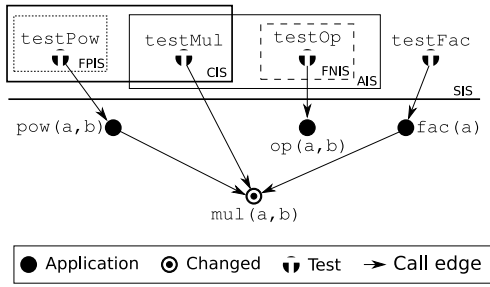 testPow testMul testOp testFac
FPIS CIS FNIS AIS
SIS
pow(a,b) op(a,b) fac(a)
mul(a,b)
Application Changed Test Call edge